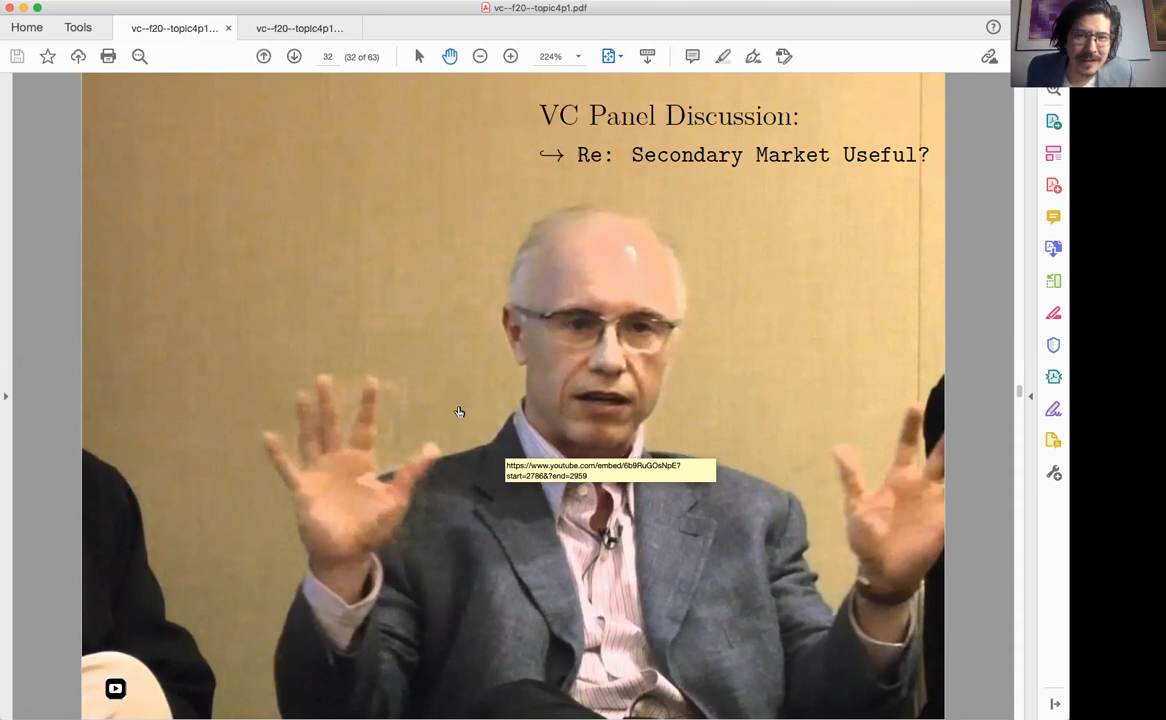 vc--f20--topic4p1.pdf
Home Tools vc--f20--topic4p1... × vc--f20--topic4p1...
32 (32 of 63) 224%
VC Panel Discussion:
↪ Re: Secondary Market Useful?
https://www.youtube.com/embed/6b9RuGOsNpE?
start=2786&?end=2959